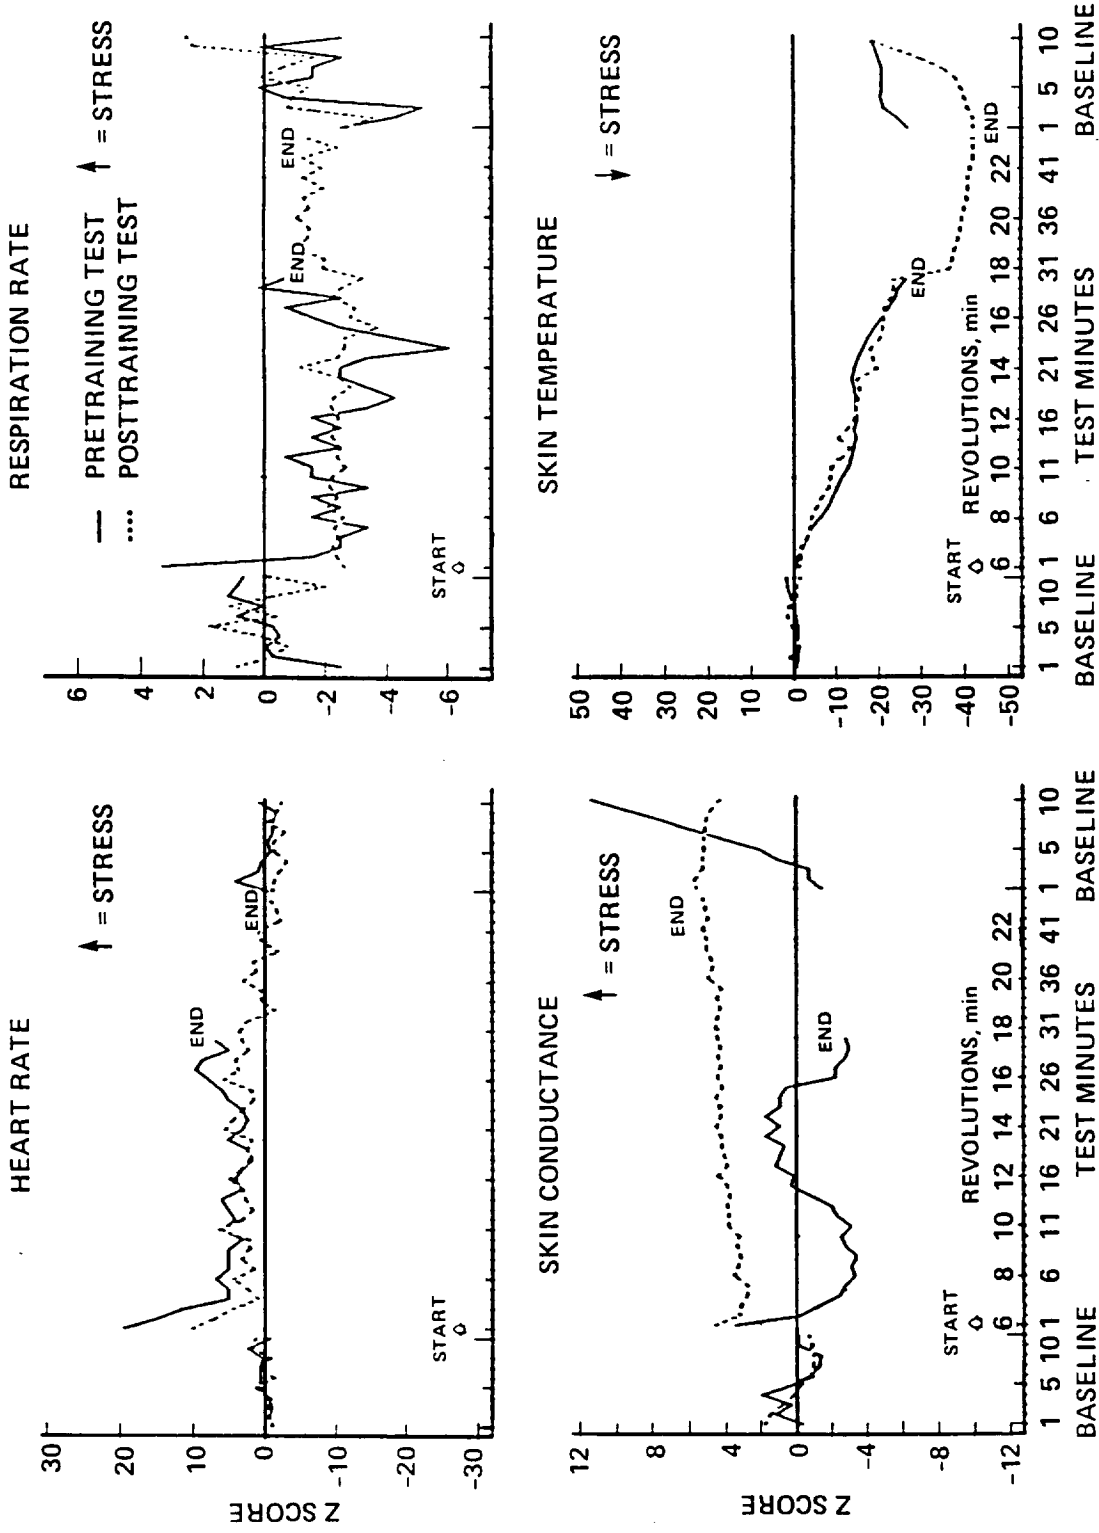 HEART RATE
↑ = STRESS
30
20
10
0
-10
-20
-30
Z SCORE
END
END
START
RESPIRATION RATE
— PRETRAINING TEST
.... POSTTRAINING TEST
↑ = STRESS
6
4
2
0
-2
-4
-6
END
END
START
SKIN CONDUCTANCE
↑ = STRESS
12
8
4
0
-4
-8
-12
Z SCORE
END
END
START
REVOLUTIONS, min
6 8 10 12 14 16 18 20 22
1 5 10 1 6 11 16 21 26 31 36 41 1 5 10
BASELINE TEST MINUTES BASELINE
SKIN TEMPERATURE
↓ = STRESS
50
40
30
20
10
0
-10
-20
-30
-40
-50
END
END
START
REVOLUTIONS, min
6 8 10 12 14 16 18 20 22
1 5 10 1 6 11 16 21 26 31 36 41 1 5 10
BASELINE TEST MINUTES BASELINE